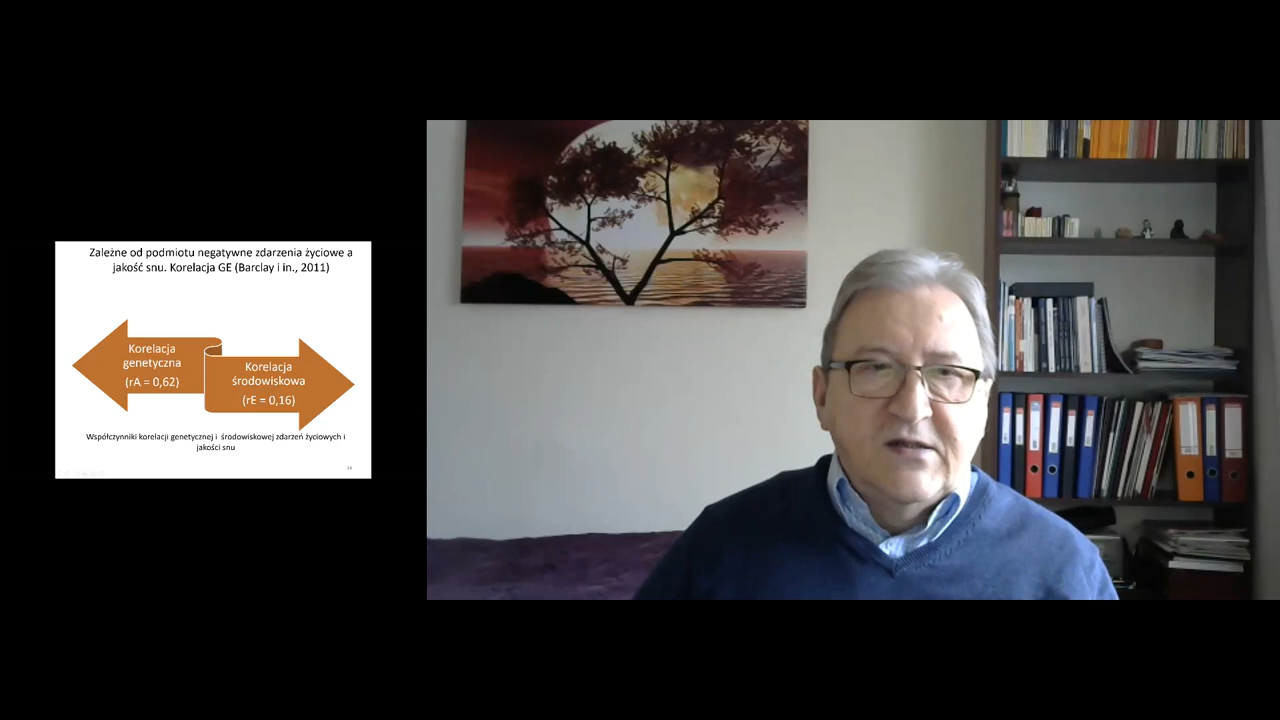 Zależne od podmiotu negatywne zdarzenia życiowe a
jakość snu. Korelacja GE (Barclay i in., 2011)
Korelacja
genetyczna
(rA = 0,62)
Korelacja
środowiskowa
(rE = 0,16)
Współczynniki korelacji genetycznej i środowiskowej zdarzeń życiowych i
jakości snu